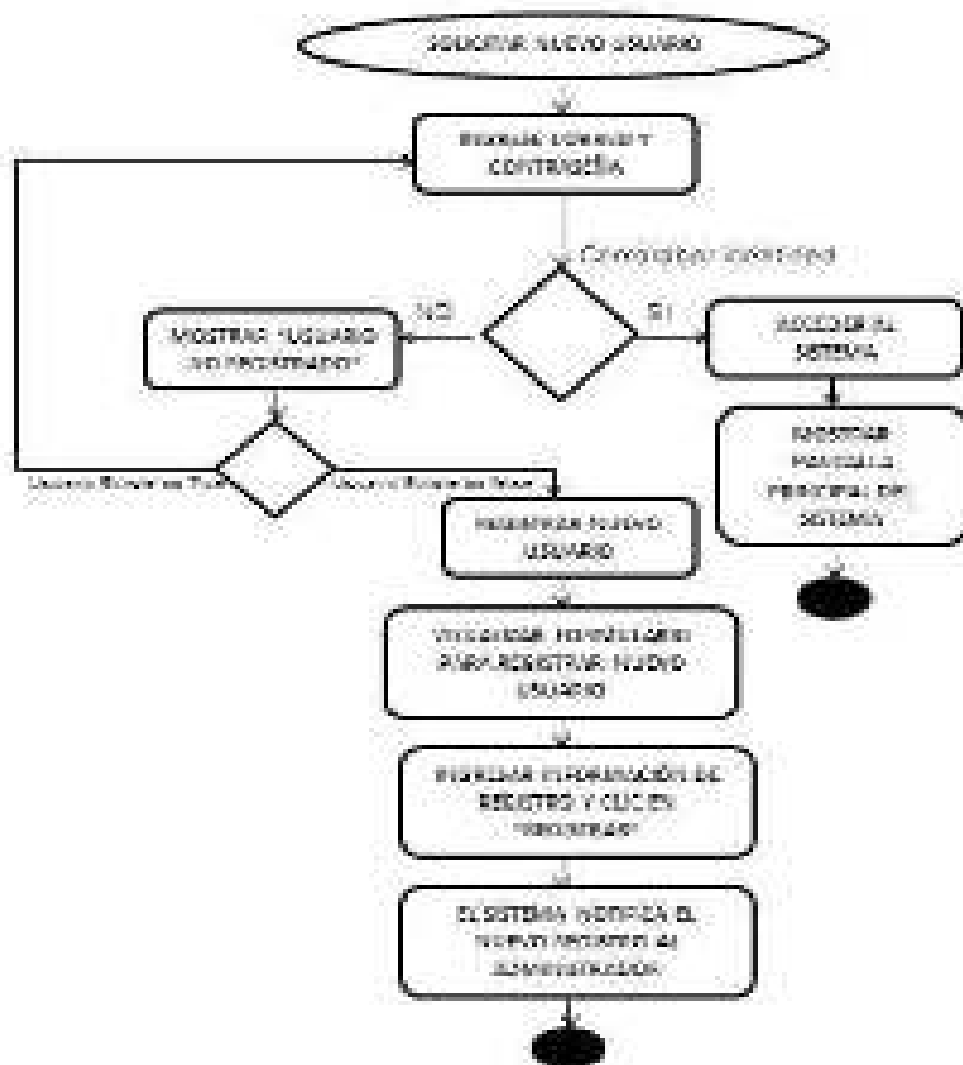 SOLICITAR NUEVO USUARIO
CONTRASEÑA
NO
SI
MOSTRAR "USUARIO
NO REGISTRADO"
ACCEDER AL
SISTEMA
MOSTRAR
PANTALLA
PRINCIPAL DEL
SISTEMA
REGISTRAR NUEVO
USUARIO
VISUALIZAR FORMULARIO
PARA REGISTRAR NUEVO
USUARIO
INGRESAR INFORMACIÓN DE
REGISTRO Y CLIC EN
"REGISTRAR"
EL SISTEMA NOTIFICA EL
NUEVO REGISTRO AL
ADMINISTRADOR